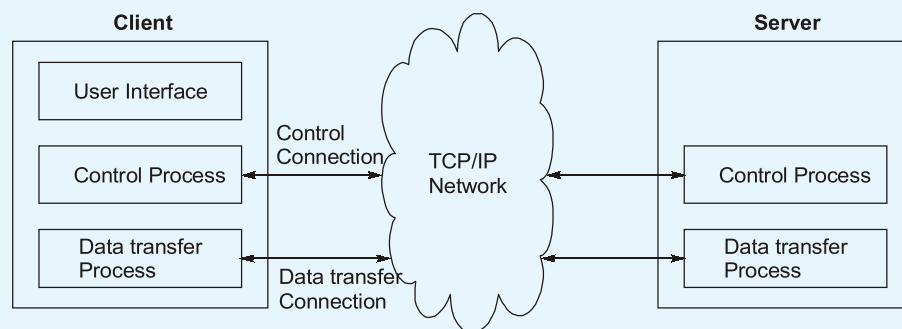 Client
Server
User Interface
Control
Connection
TCP/IP
Network
Control Process
Control Process
Data transfer
Process
Data transfer
Connection
Data transfer
Process